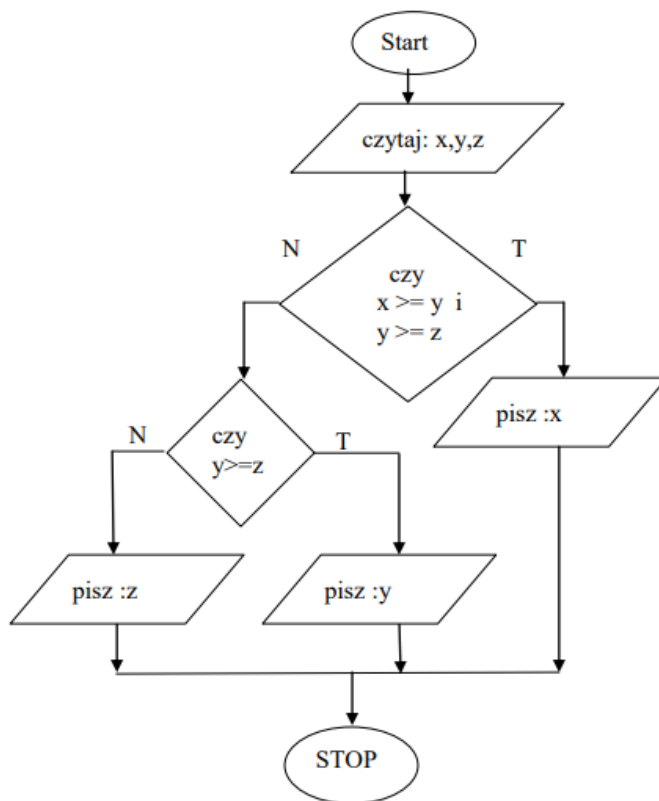 Start
czytaj: x,y,z
N
T
czy
x >= y i
y >= z
pisz :x
N
czy
y>=z
T
pisz :z
pisz :y
STOP